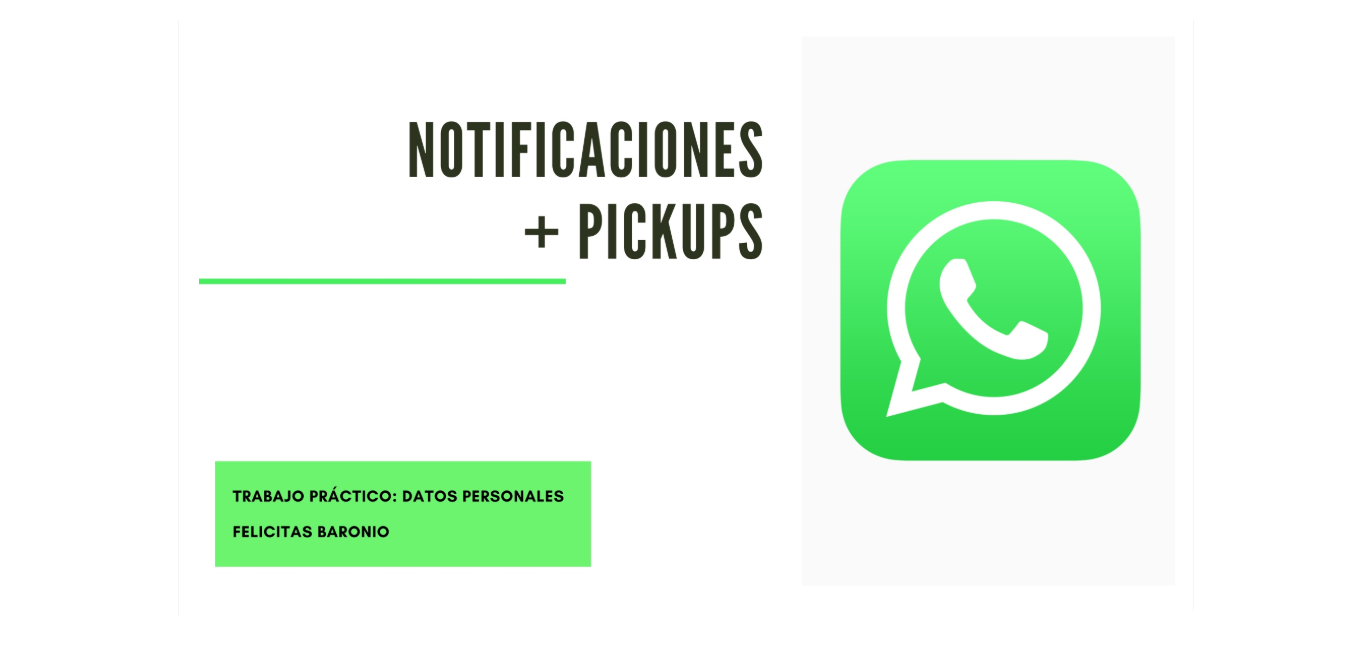 NOTIFICACIONES
+ PICKUPS
TRABAJO PRÁCTICO: DATOS PERSONALES
FELICITAS BARONIO